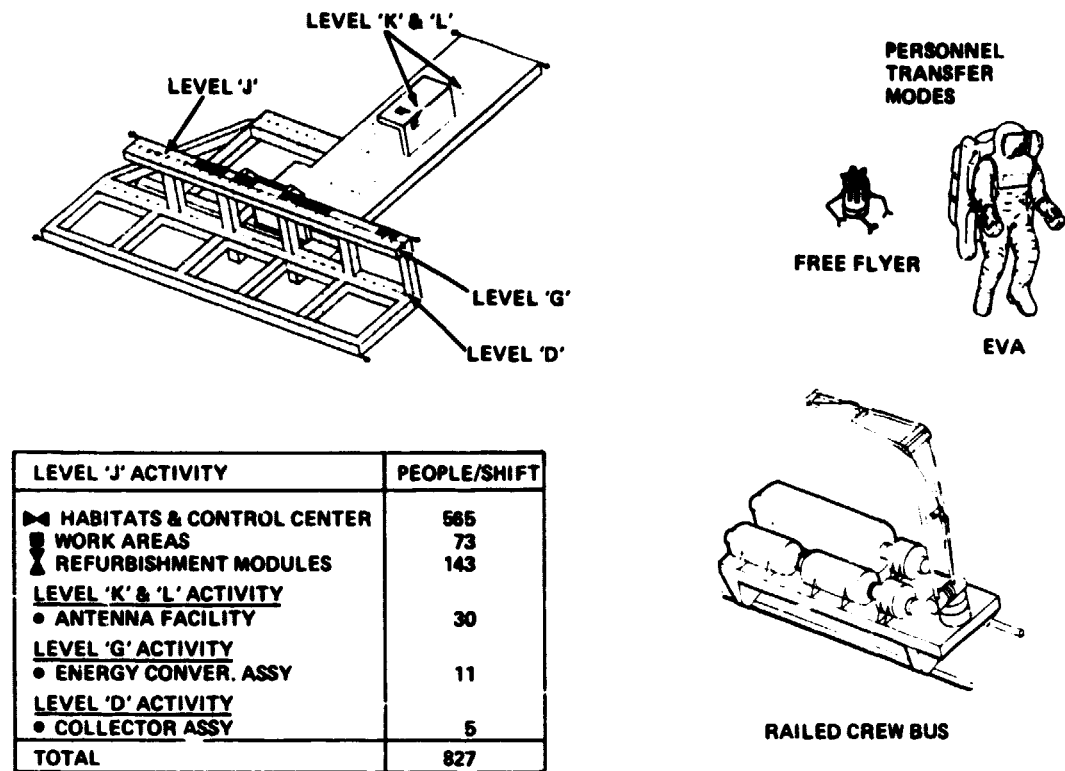 LEVEL 'K' & 'L'
LEVEL 'J'
LEVEL 'G'
LEVEL 'D'
PERSONNEL
TRANSFER
MODES
FREE FLYER
EVA
LEVEL 'J' ACTIVITY PEOPLE/SHIFT
HABITATS & CONTROL CENTER 565
WORK AREAS 73
REFURBISHMENT MODULES 143
LEVEL 'K' & 'L' ACTIVITY
• ANTENNA FACILITY 30
LEVEL 'G' ACTIVITY
• ENERGY CONVER. ASSY 11
LEVEL 'D' ACTIVITY
• COLLECTOR ASSY 5
TOTAL 827
RAILED CREW BUS